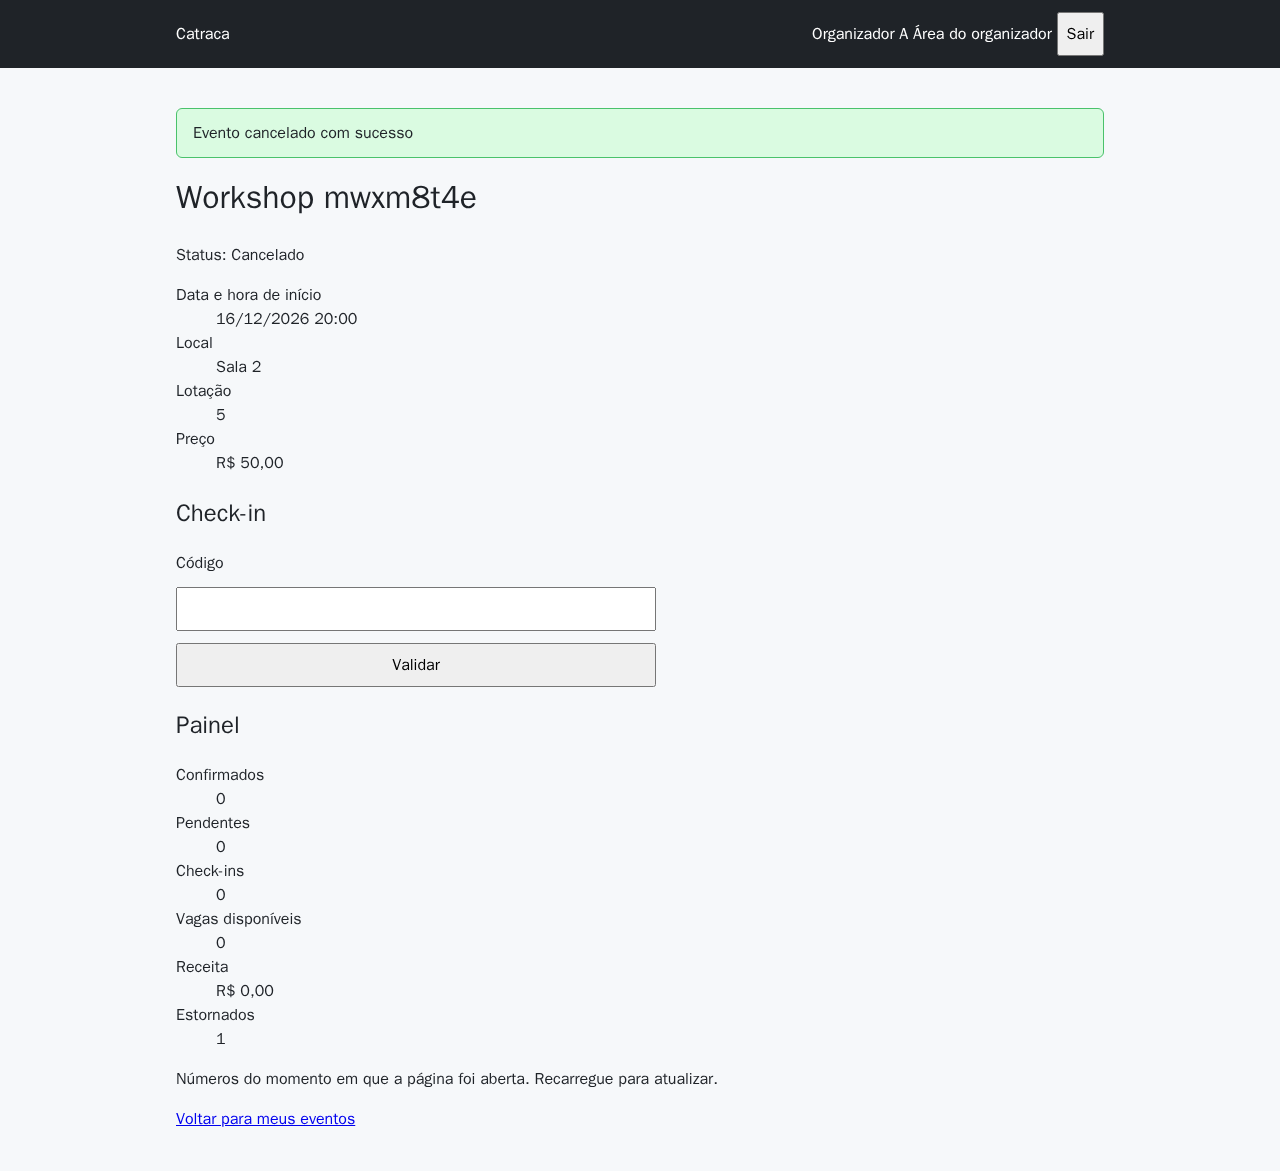 Catraca
Organizador A Área do organizador Sair
Evento cancelado com sucesso
Workshop mwxm8t4e
Status: Cancelado
Data e hora de início
16/12/2026 20:00
Local
Sala 2
Lotação
5
Preço
R$ 50,00
Check-in
Código
Validar
Painel
Confirmados
0
Pendentes
0
Check-ins
0
Vagas disponíveis
0
Receita
R$ 0,00
Estornados
1
Números do momento em que a página foi aberta. Recarregue para atualizar.
Voltar para meus eventos